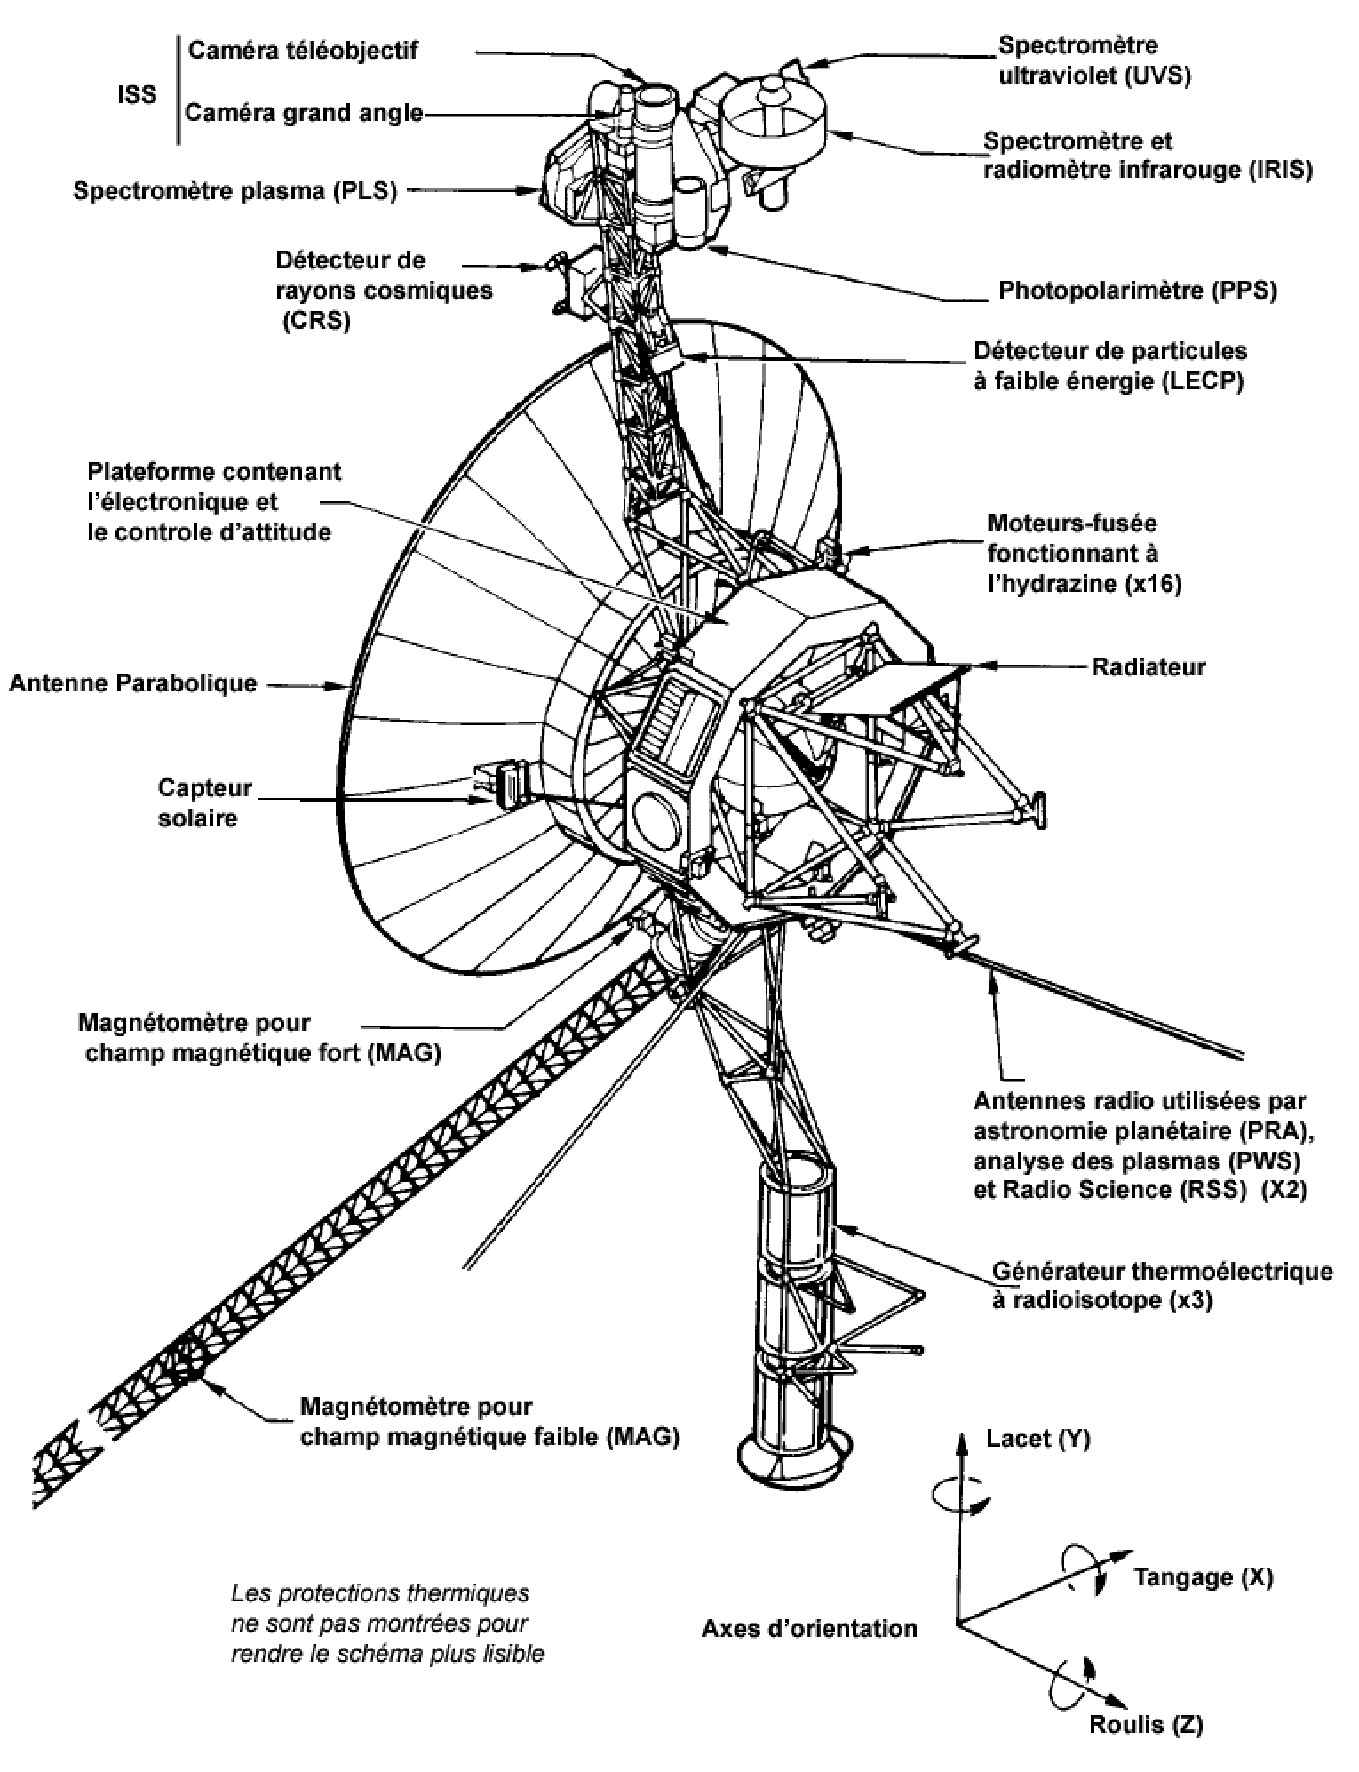 Caméra téléobjectif
ISS
Caméra grand angle
Spectromètre plasma (PLS)
Détecteur de
rayons cosmiques
(CRS)
Plateforme contenant
l'électronique et
le controle d'attitude
Antenne Parabolique
Capteur
solaire
Magnétomètre pour
champ magnétique fort (MAG)
Magnétomètre pour
champ magnétique faible (MAG)
Les protections thermiques
ne sont pas montrées pour
rendre le schéma plus lisible
Spectromètre
ultraviolet (UVS)
Spectromètre et
radiomètre infrarouge (IRIS)
Photopolarimètre (PPS)
Détecteur de particules
à faible énergie (LECP)
Moteurs-fusée
fonctionnant à
l'hydrazine (x16)
Radiateur
Antennes radio utilisées par
astronomie planétaire (PRA),
analyse des plasmas (PWS)
et Radio Science (RSS) (X2)
Générateur thermoélectrique
à radioisotope (x3)
Lacet (Y)
Tangage (X)
Axes d'orientation
Roulis (Z)